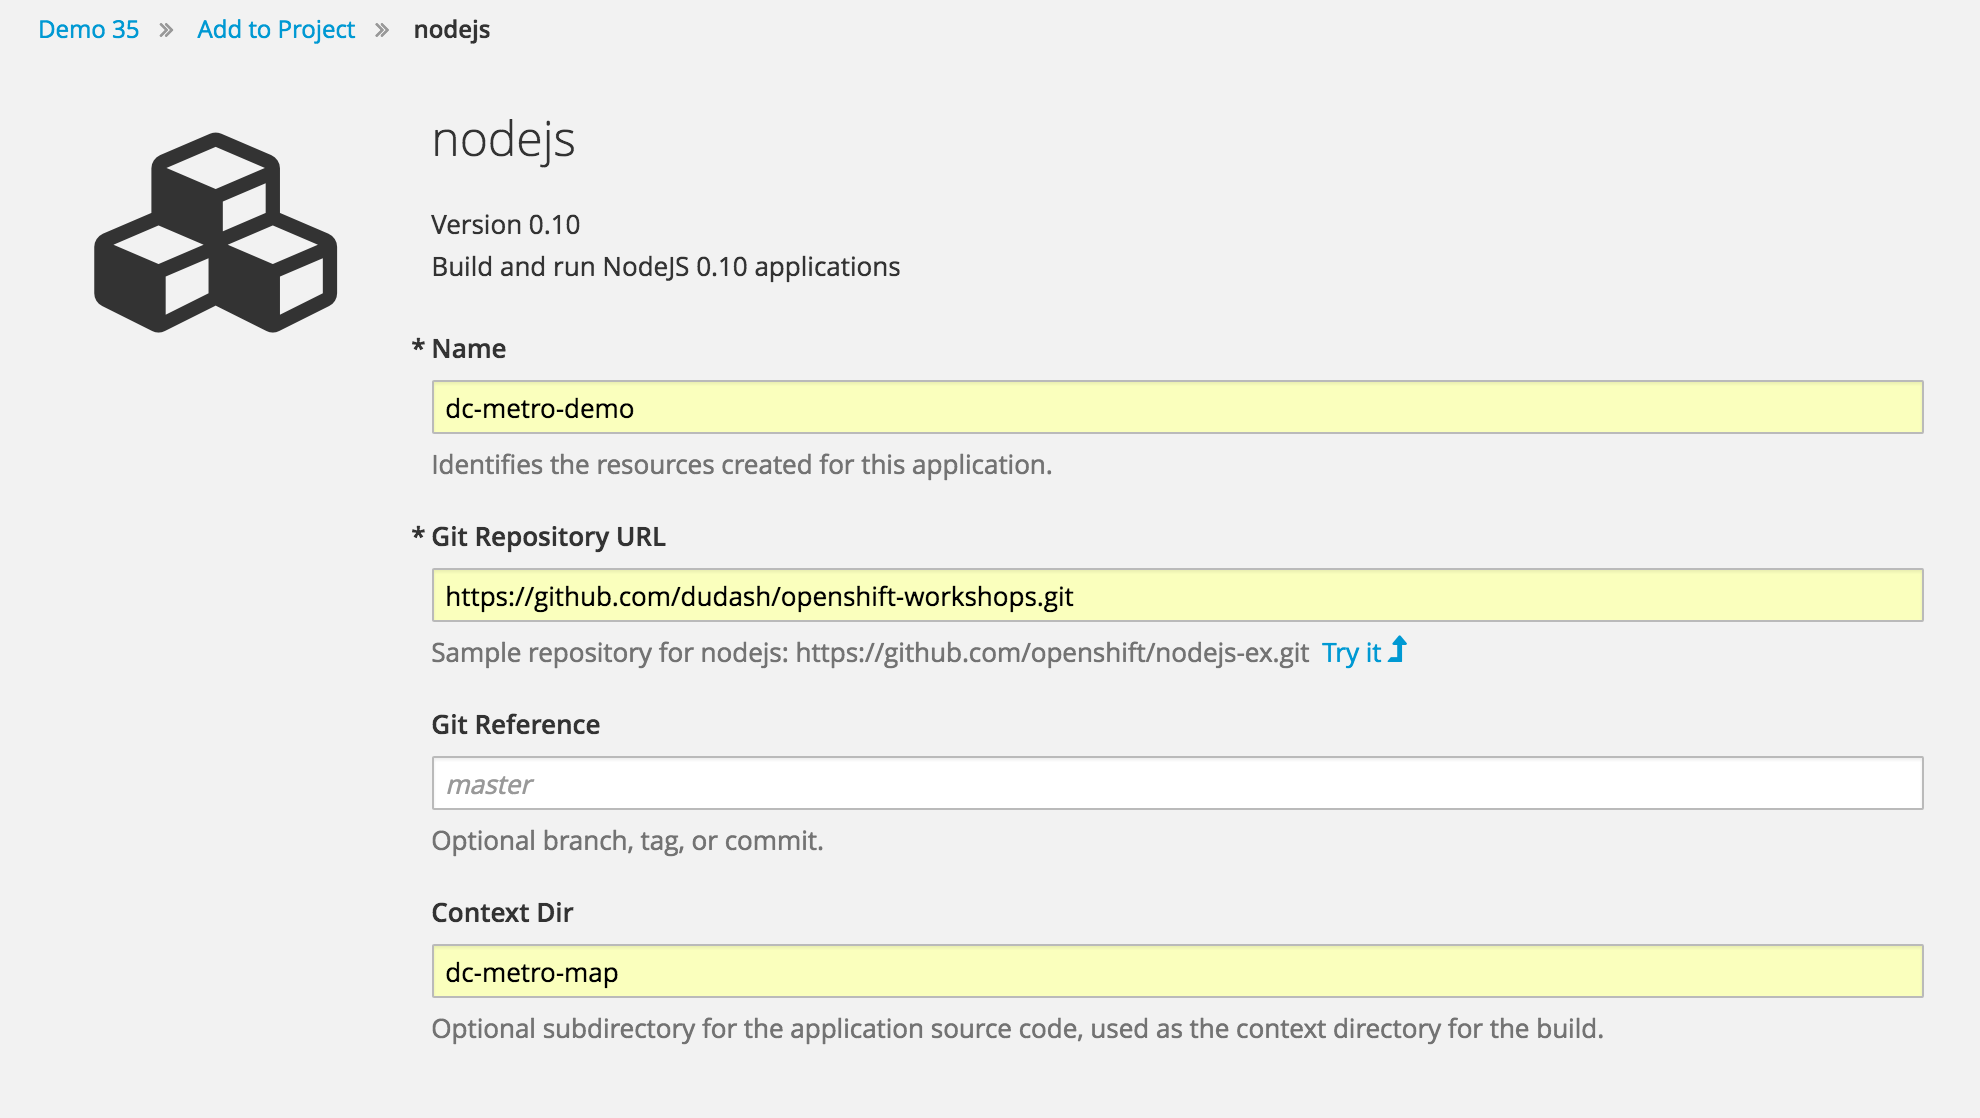 Demo 35 » Add to Project » nodejs
nodejs
Version 0.10
Build and run NodeJS 0.10 applications
* Name
dc-metro-demo
Identifies the resources created for this application.
* Git Repository URL
https://github.com/dudash/openshift-workshops.git
Sample repository for nodejs: https://github.com/openshift/nodejs-ex.git Try it
Git Reference
master
Optional branch, tag, or commit.
Context Dir
dc-metro-map
Optional subdirectory for the application source code, used as the context directory for the build.